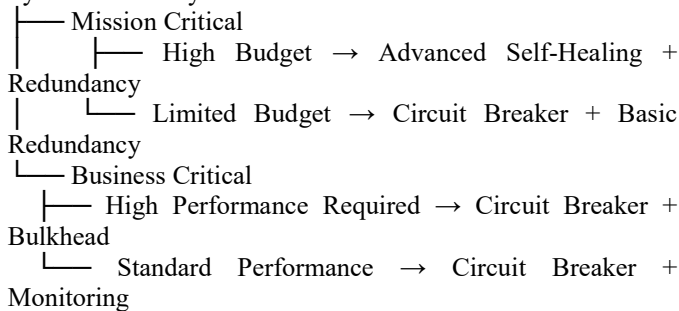 ├── Mission Critical
│ ├── High Budget → Advanced Self-Healing +
Redundancy
│ └── Limited Budget → Circuit Breaker + Basic
Redundancy
└── Business Critical
├── High Performance Required → Circuit Breaker +
Bulkhead
└── Standard Performance → Circuit Breaker +
Monitoring